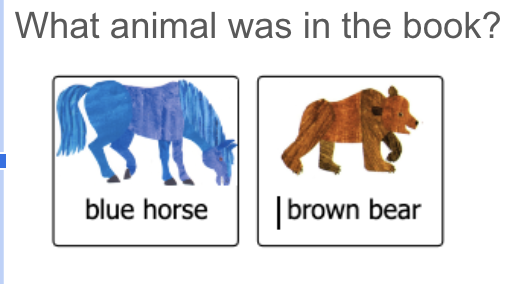 What animal was in the book?
blue horse
brown bear